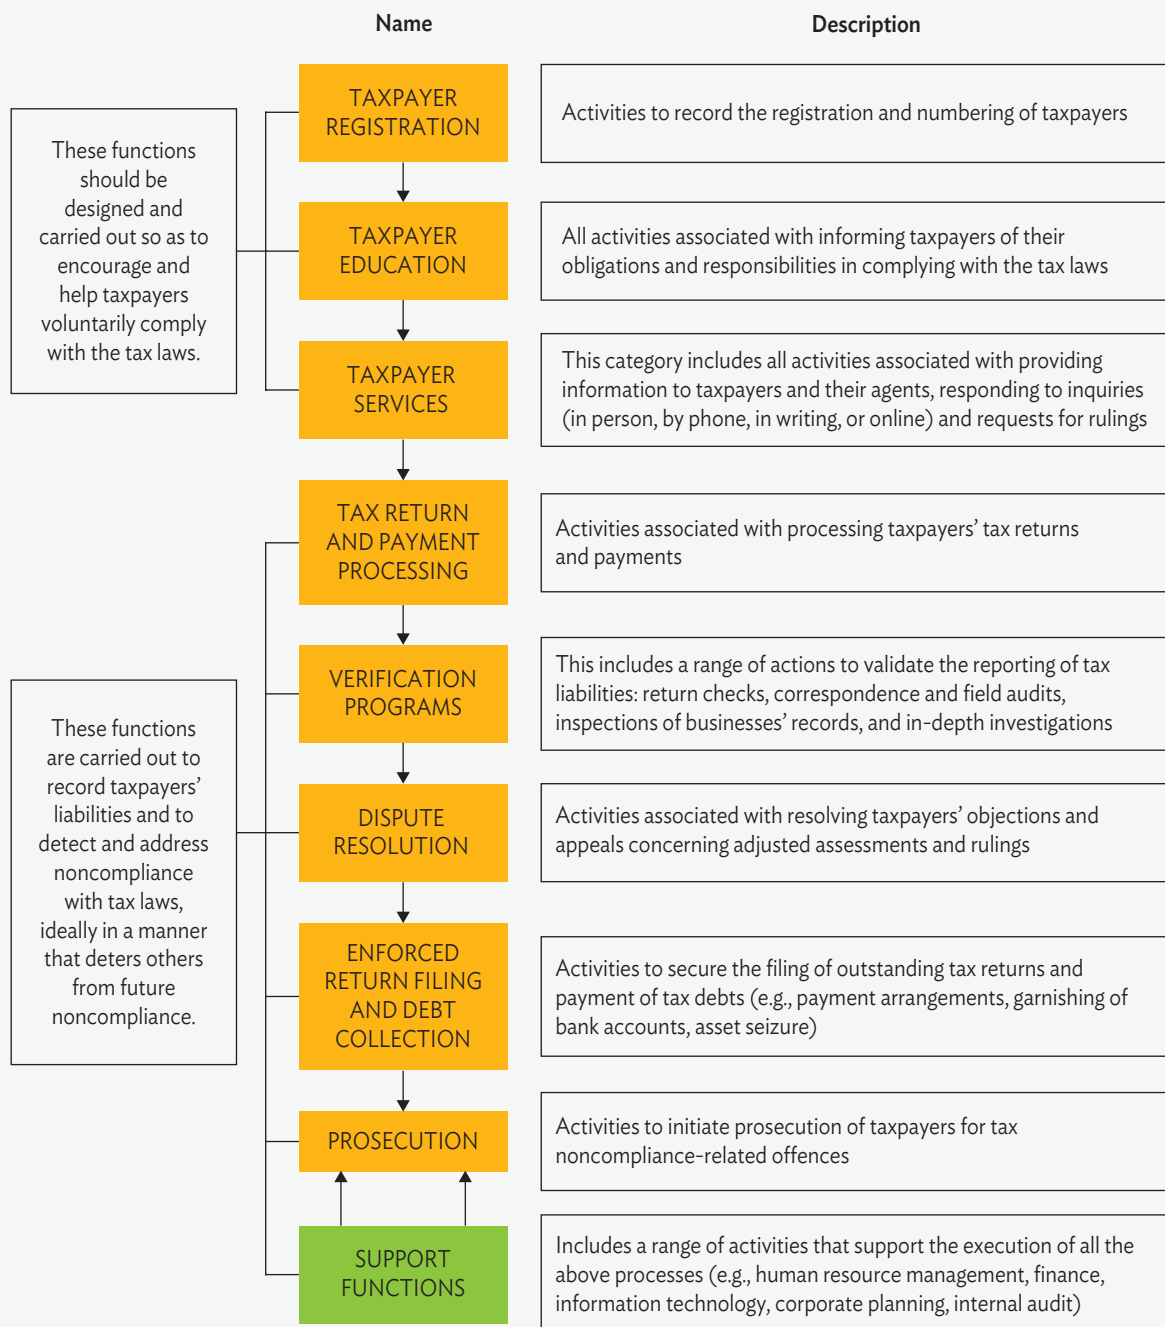 Name
Description
These functions
should be
designed and
carried out so as to
encourage and
help taxpayers
voluntarily comply
with the tax laws.
TAXPAYER
REGISTRATION
Activities to record the registration and numbering of taxpayers
TAXPAYER
EDUCATION
All activities associated with informing taxpayers of their
obligations and responsibilities in complying with the tax laws
TAXPAYER
SERVICES
This category includes all activities associated with providing
information to taxpayers and their agents, responding to inquiries
(in person, by phone, in writing, or online) and requests for rulings
These functions
are carried out to
record taxpayers’
liabilities and to
detect and address
noncompliance
with tax laws,
ideally in a manner
that deters others
from future
noncompliance.
TAX RETURN
AND PAYMENT
PROCESSING
Activities associated with processing taxpayers’ tax returns
and payments
VERIFICATION
PROGRAMS
This includes a range of actions to validate the reporting of tax
liabilities: return checks, correspondence and field audits,
inspections of businesses’ records, and in-depth investigations
DISPUTE
RESOLUTION
Activities associated with resolving taxpayers’ objections and
appeals concerning adjusted assessments and rulings
ENFORCED
RETURN FILING
AND DEBT
COLLECTION
Activities to secure the filing of outstanding tax returns and
payment of tax debts (e.g., payment arrangements, garnishing of
bank accounts, asset seizure)
PROSECUTION
Activities to initiate prosecution of taxpayers for tax
noncompliance-related offences
SUPPORT
FUNCTIONS
Includes a range of activities that support the execution of all the
above processes (e.g., human resource management, finance,
information technology, corporate planning, internal audit)